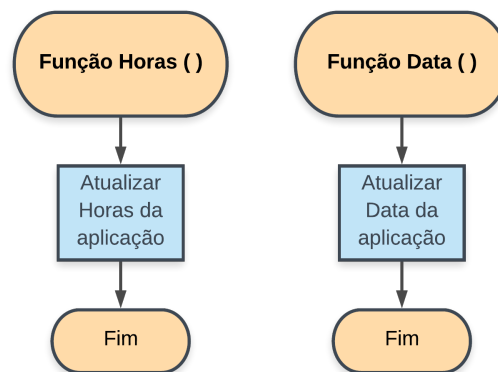 Função Horas ( )
Atualizar
Horas da
aplicação
Fim
Função Data ( )
Atualizar
Data da
aplicação
Fim